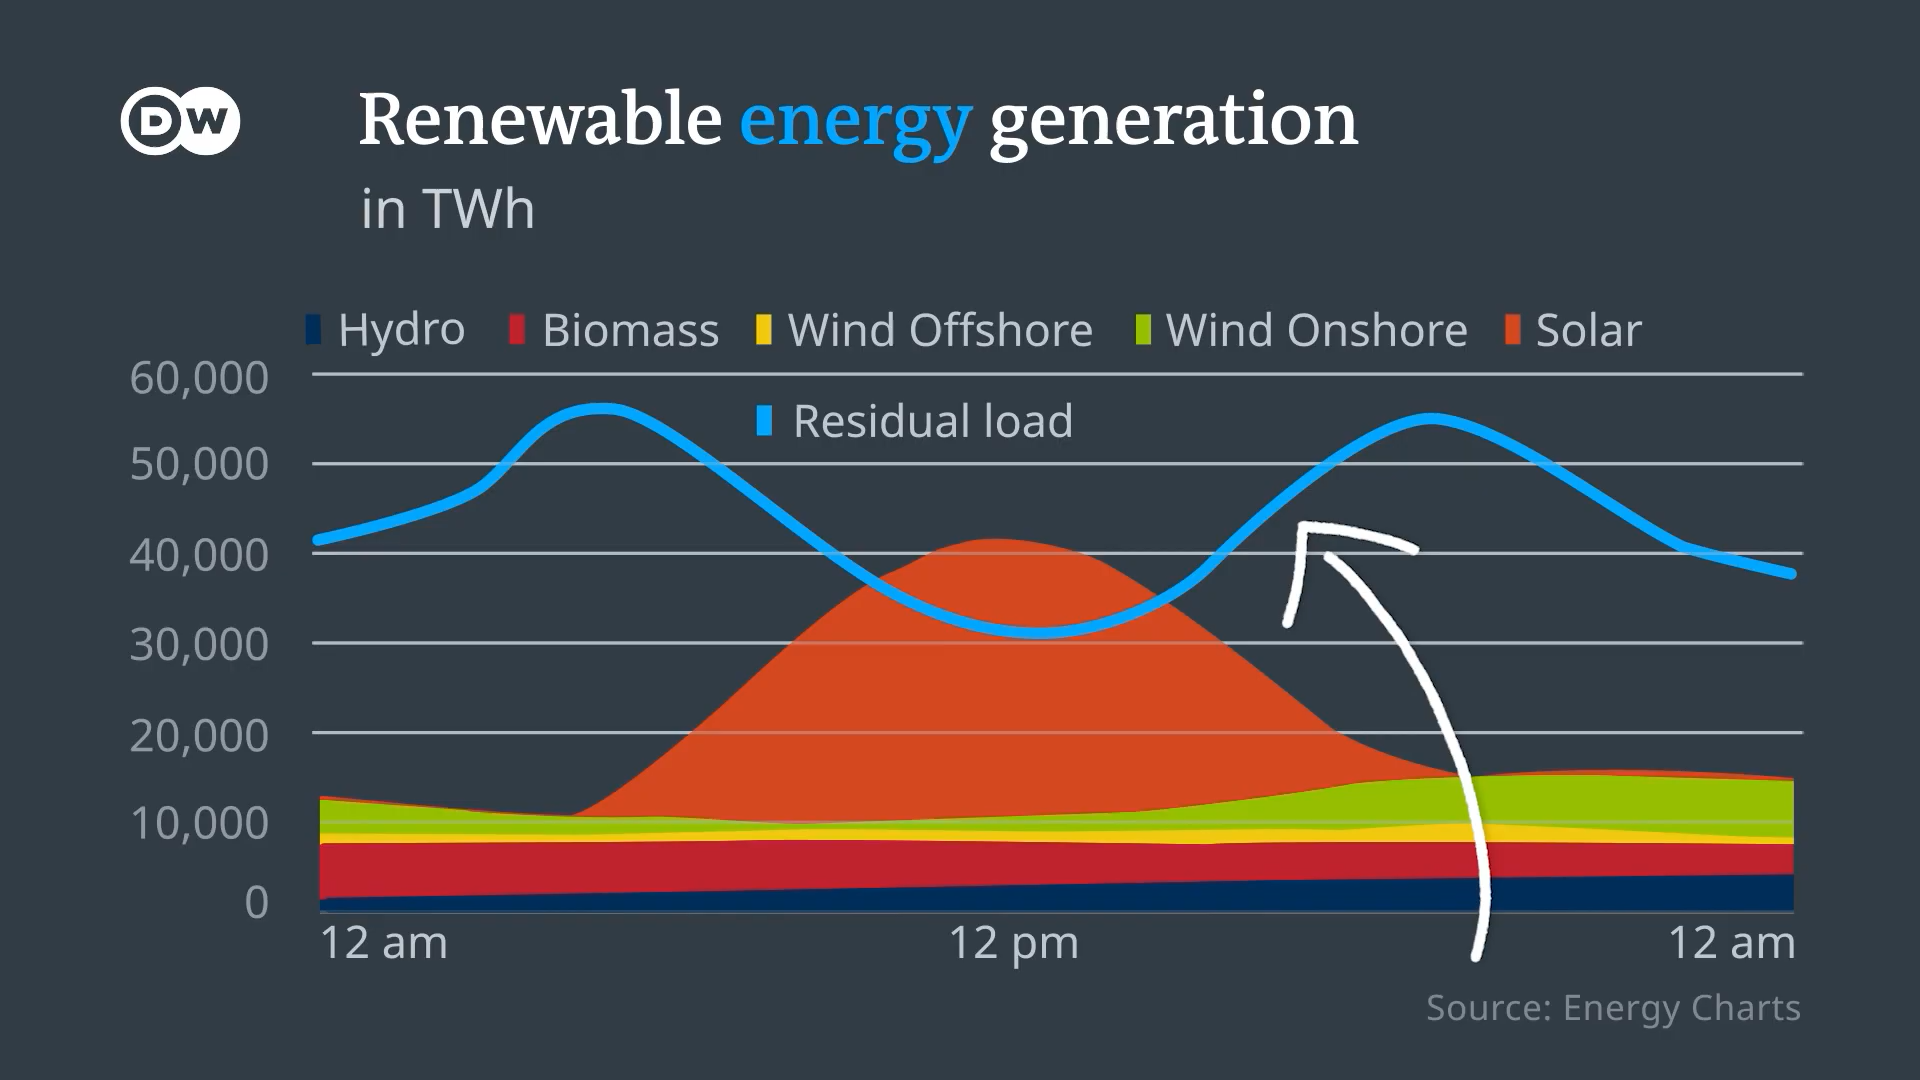 DW
Renewable energy generation
in TWh
Hydro Biomass Wind Offshore Wind Onshore Solar
60,000
Residual load
50,000
40,000
30,000
20,000
10,000
0
12 am 12 pm 12 am
Source: Energy Charts